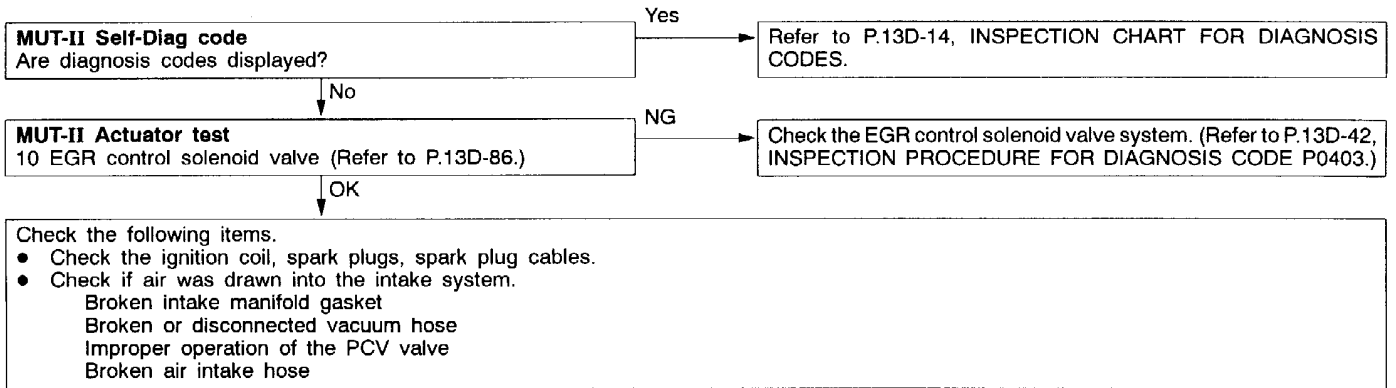 Yes
MUT-II Self-Diag code
Are diagnosis codes displayed?
Refer to P.13D-14, INSPECTION CHART FOR DIAGNOSIS
CODES.
No
NG
MUT-II Actuator test
10 EGR control solenoid valve (Refer to P.13D-86.)
Check the EGR control solenoid valve system. (Refer to P.13D-42,
INSPECTION PROCEDURE FOR DIAGNOSIS CODE P0403.)
OK
Check the following items.
● Check the ignition coil, spark plugs, spark plug cables.
● Check if air was drawn into the intake system.
Broken intake manifold gasket
Broken or disconnected vacuum hose
Improper operation of the PCV valve
Broken air intake hose